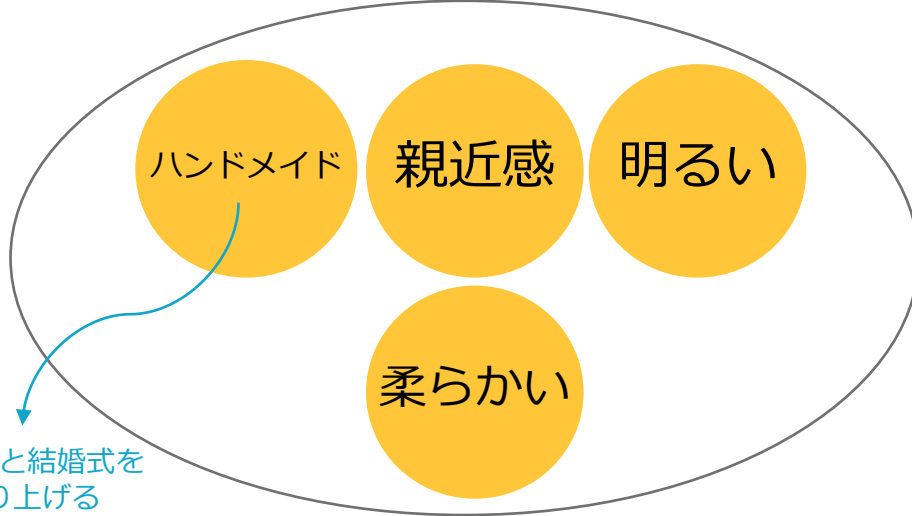 ハンドメイド
親近感
明るい
柔らかい
と結婚式を
り上げる